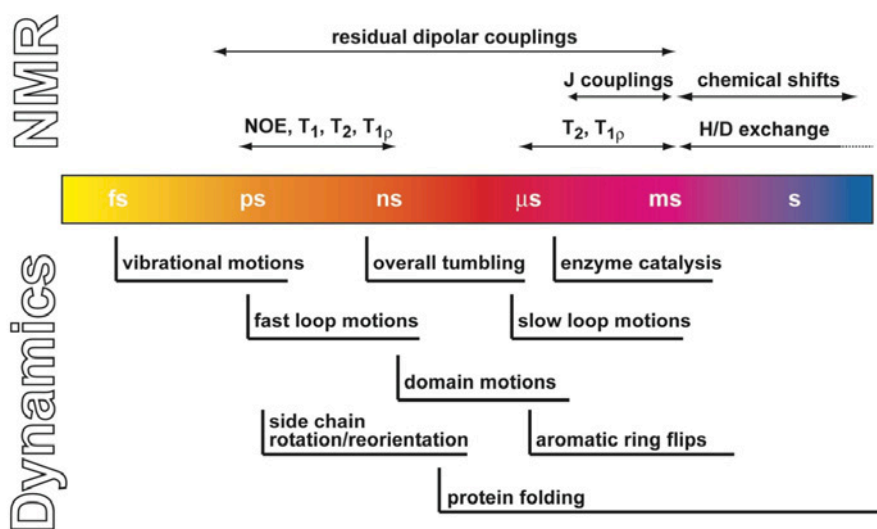 NMR
residual dipolar couplings
J couplings chemical shifts
NOE, T₁, T₂, T₁ρ T₂, T₁ρ H/D exchange
fs ps ns μs ms s
Dynamics
vibrational motions overall tumbling enzyme catalysis
fast loop motions slow loop motions
domain motions
side chain
rotation/reorientation aromatic ring flips
protein folding